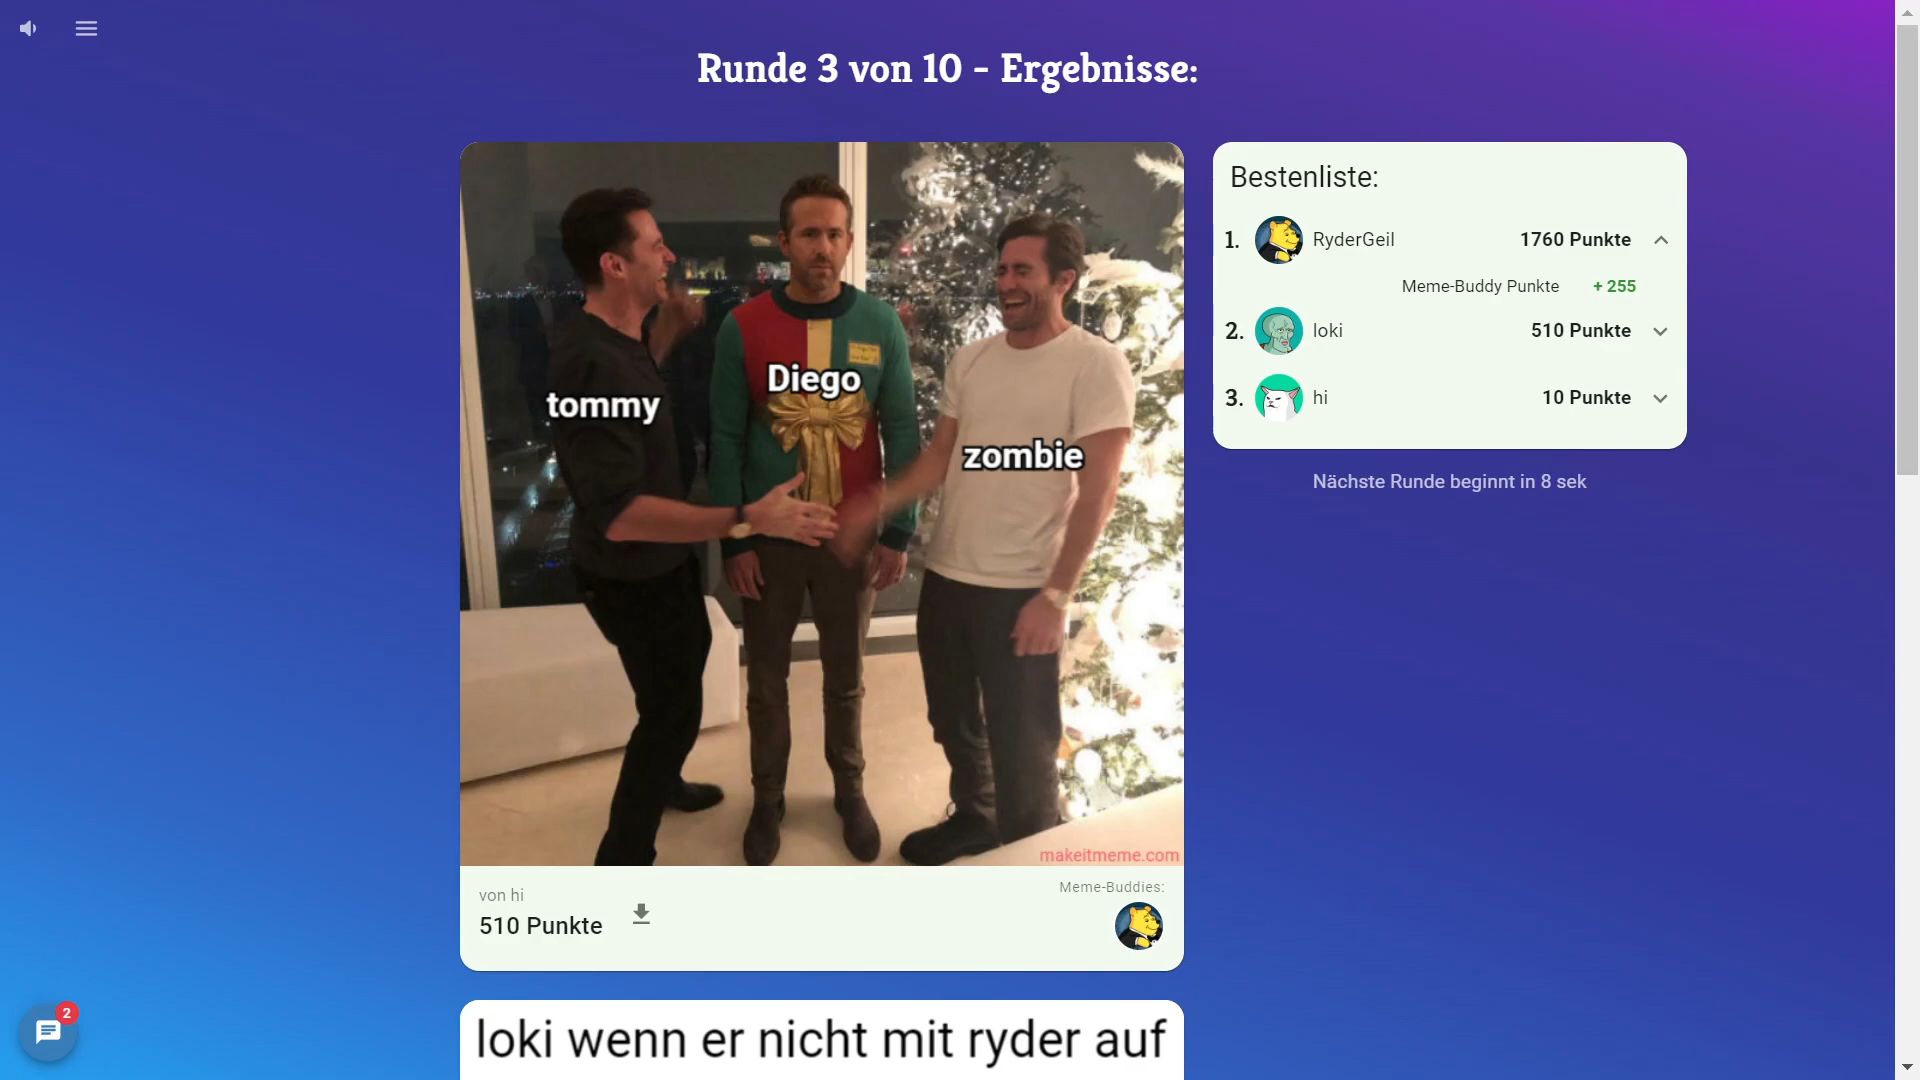 Runde 3 von 10 - Ergebnisse:
tommy
Diego
zombie
makeitmeme.com
von hi
510 Punkte
Meme-Buddies:
loki wenn er nicht mit ryder auf
Bestenliste:
1. RyderGeil 1760 Punkte
Meme-Buddy Punkte + 255
2. loki 510 Punkte
3. hi 10 Punkte
Nächste Runde beginnt in 8 sek
2